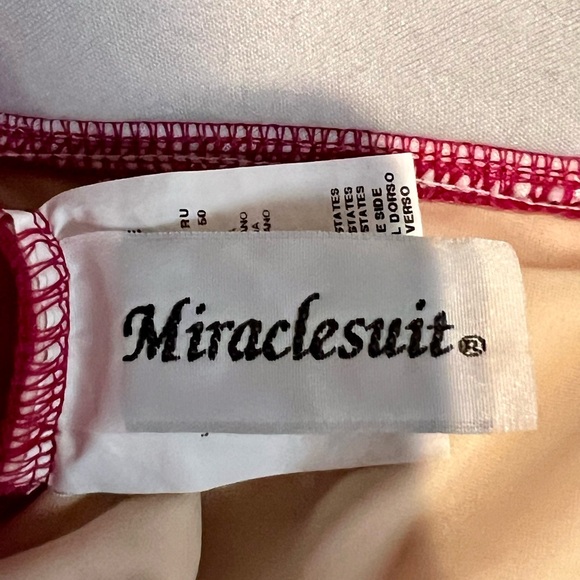 Miraclesuit®
RU
50
STATES
STATES
STATES
E SIDE
L DORSO
VERSO